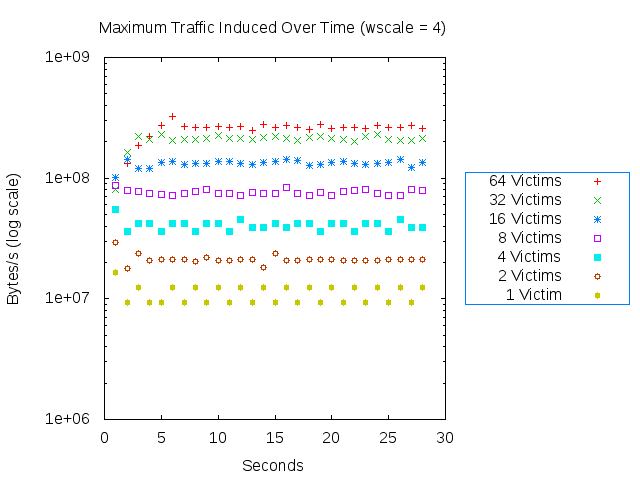 Maximum Traffic Induced Over Time (wscale = 4)
1e+09
1e+08
1e+07
1e+06
Bytes/s (log scale)
0 5 10 15 20 25 30
Seconds
64 Victims
32 Victims
16 Victims
8 Victims
4 Victims
2 Victims
1 Victim